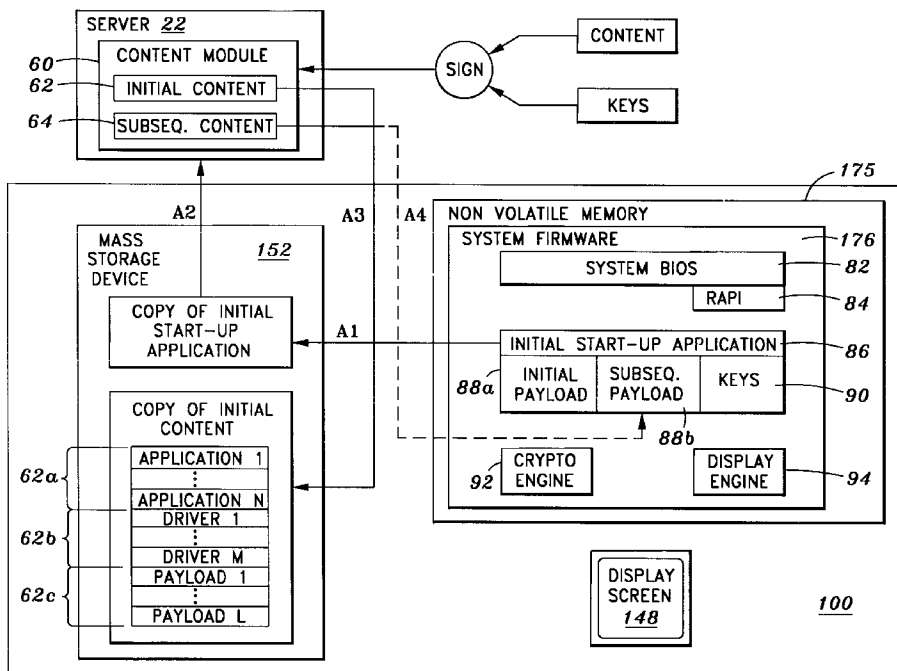 SERVER 22
60
CONTENT MODULE
62
INITIAL CONTENT
64
SUBSEQ. CONTENT
SIGN
CONTENT
KEYS
A2
A3
A4
175
MASS
STORAGE
DEVICE
152
COPY OF INITIAL
START-UP
APPLICATION
A1
COPY OF INITIAL
CONTENT
62a
APPLICATION 1
⋮
APPLICATION N
62b
DRIVER 1
⋮
DRIVER M
62c
PAYLOAD 1
⋮
PAYLOAD L
NON VOLATILE MEMORY
SYSTEM FIRMWARE
176
SYSTEM BIOS
82
RAPI
84
INITIAL START-UP APPLICATION
86
88a
INITIAL
PAYLOAD
SUBSEQ.
PAYLOAD
88b
KEYS
90
92
CRYPTO
ENGINE
DISPLAY
ENGINE
94
DISPLAY
SCREEN
148
100